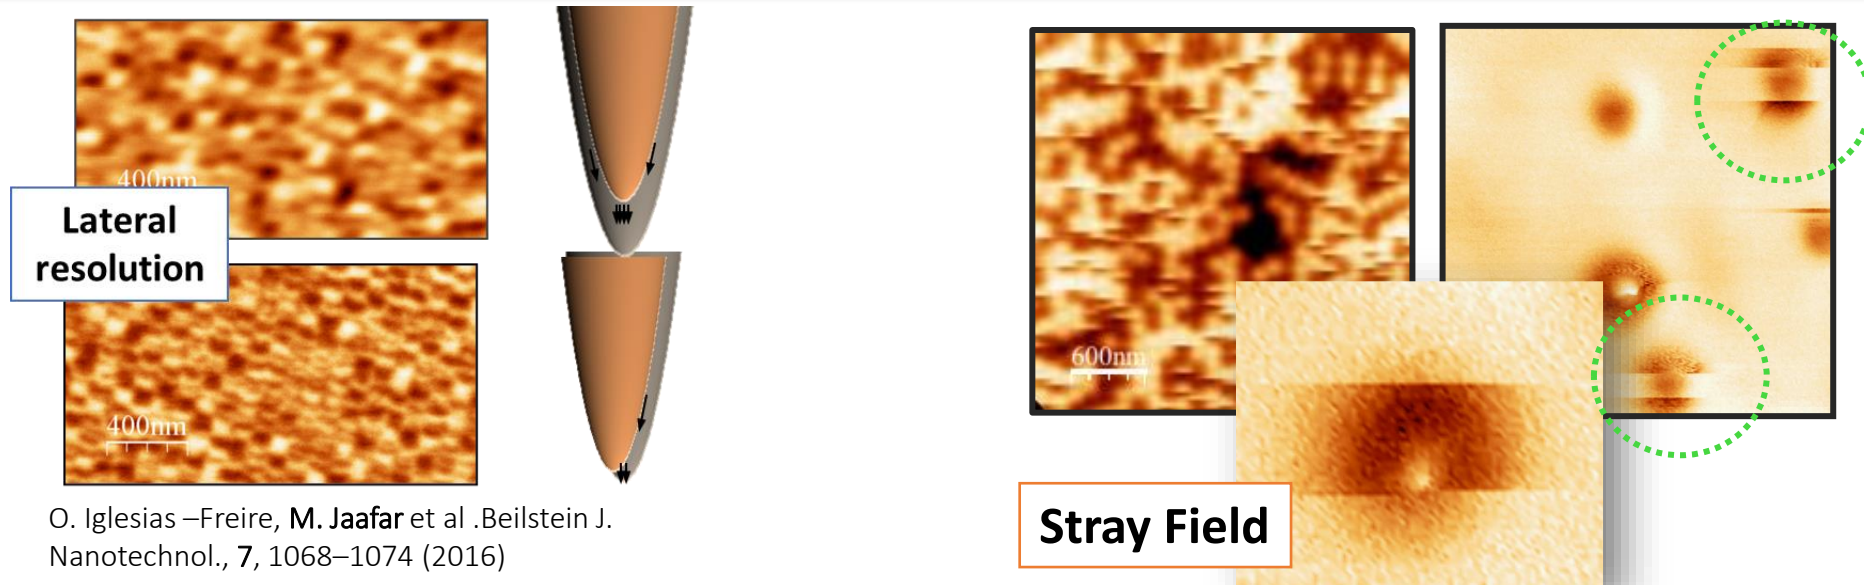 400nm
Lateral
resolution
400nm
O. Iglesias –Freire, M. Jaafar et al .Beilstein J.
Nanotechnol., 7, 1068–1074 (2016)
600nm
Stray Field